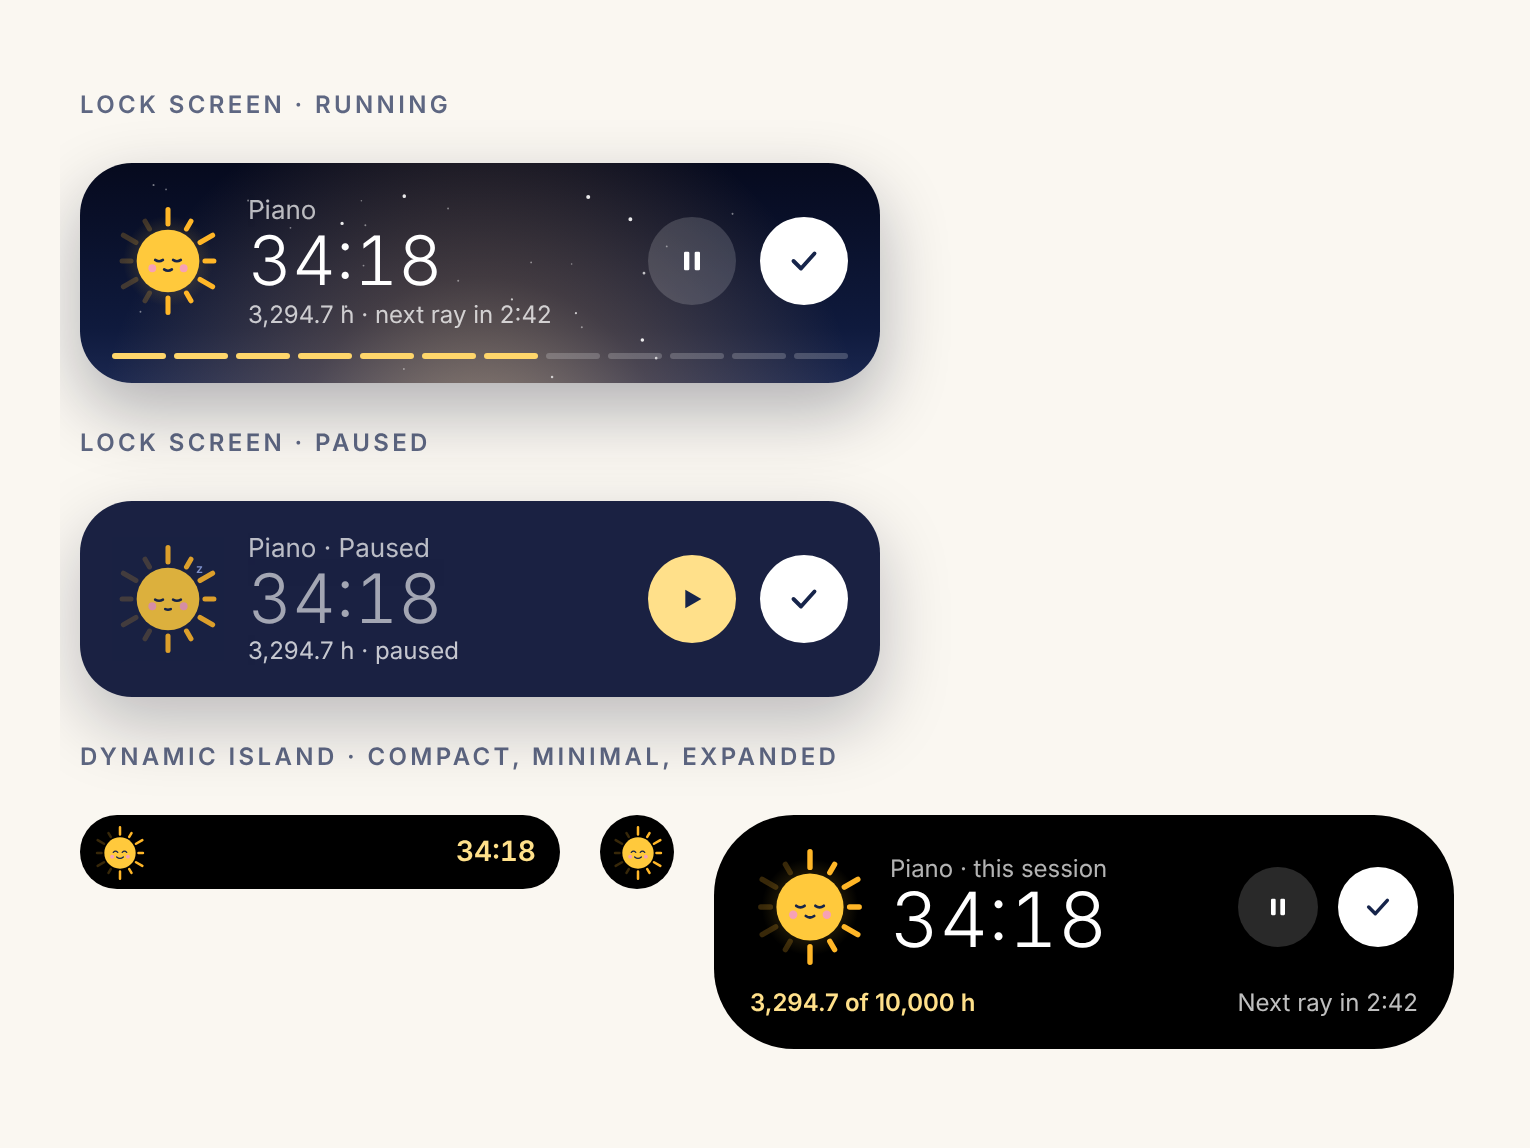 LOCK SCREEN · RUNNING
Piano
34:18
3,294.7 h · next ray in 2:42
LOCK SCREEN · PAUSED
Piano · Paused
z
34:18
3,294.7 h · paused
DYNAMIC ISLAND · COMPACT, MINIMAL, EXPANDED
34:18
Piano · this session
34:18
3,294.7 of 10,000 h
Next ray in 2:42